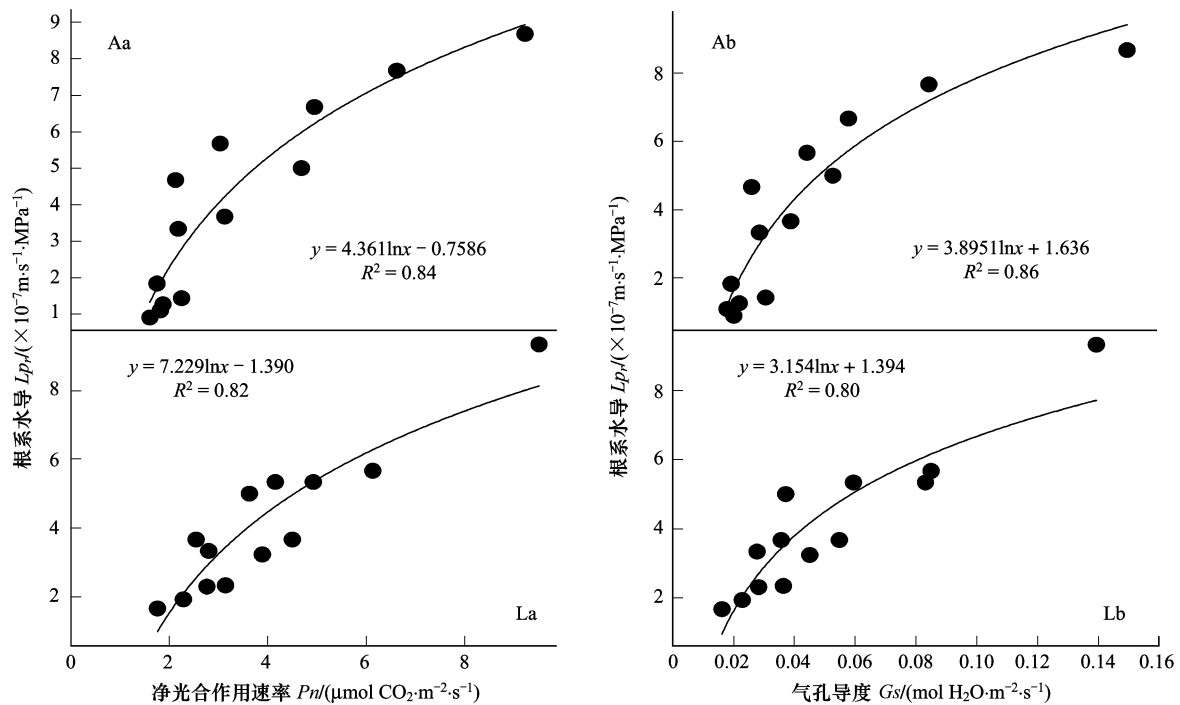 Aa
9
8
7
6
5
4
3
2
1
y = 4.361lnx − 0.7586
R² = 0.84
根系水导 Lpᵣ/(×10⁻⁷m·s⁻¹·MPa⁻¹)
y = 7.229lnx − 1.390
R² = 0.82
8
6
4
2
La
0 2 4 6 8
净光合作用速率 Pn/(μmol CO₂·m⁻²·s⁻¹)
Ab
8
6
4
2
y = 3.8951lnx + 1.636
R² = 0.86
根系水导 Lpᵣ/(×10⁻⁷m·s⁻¹·MPa⁻¹)
y = 3.154lnx + 1.394
R² = 0.80
8
6
4
2
Lb
0 0.02 0.04 0.06 0.08 0.10 0.12 0.14 0.16
气孔导度 Gs/(mol H₂O·m⁻²·s⁻¹)